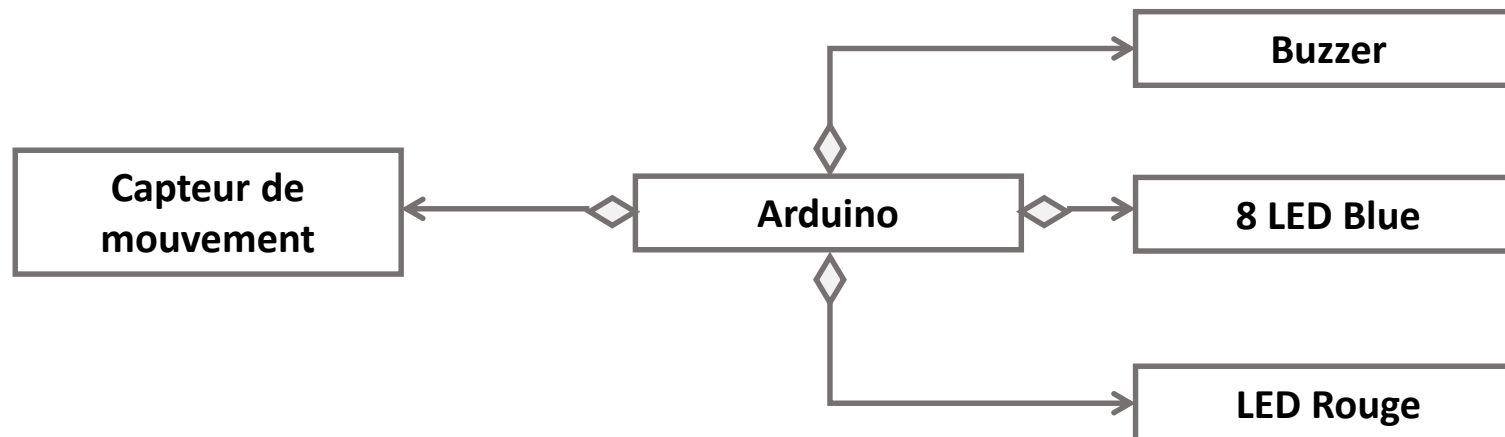 Buzzer
Capteur de
mouvement
Arduino
8 LED Blue
LED Rouge